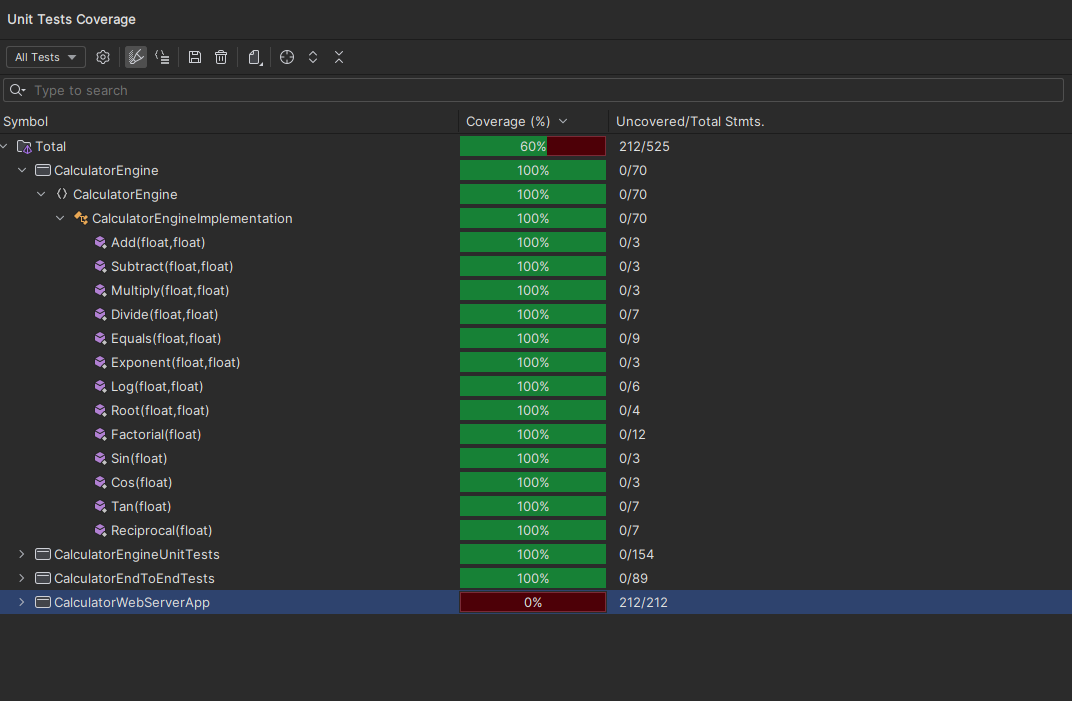 Unit Tests Coverage
All Tests
Type to search
Symbol Coverage (%) Uncovered/Total Stmts.
Total 60% 212/525
CalculatorEngine 100% 0/70
CalculatorEngine 100% 0/70
CalculatorEngineImplementation 100% 0/70
Add(float,float) 100% 0/3
Subtract(float,float) 100% 0/3
Multiply(float,float) 100% 0/3
Divide(float,float) 100% 0/7
Equals(float,float) 100% 0/9
Exponent(float,float) 100% 0/3
Log(float,float) 100% 0/6
Root(float,float) 100% 0/4
Factorial(float) 100% 0/12
Sin(float) 100% 0/3
Cos(float) 100% 0/3
Tan(float) 100% 0/7
Reciprocal(float) 100% 0/7
CalculatorEngineUnitTests 100% 0/154
CalculatorEndToEndTests 100% 0/89
CalculatorWebServerApp 0% 212/212